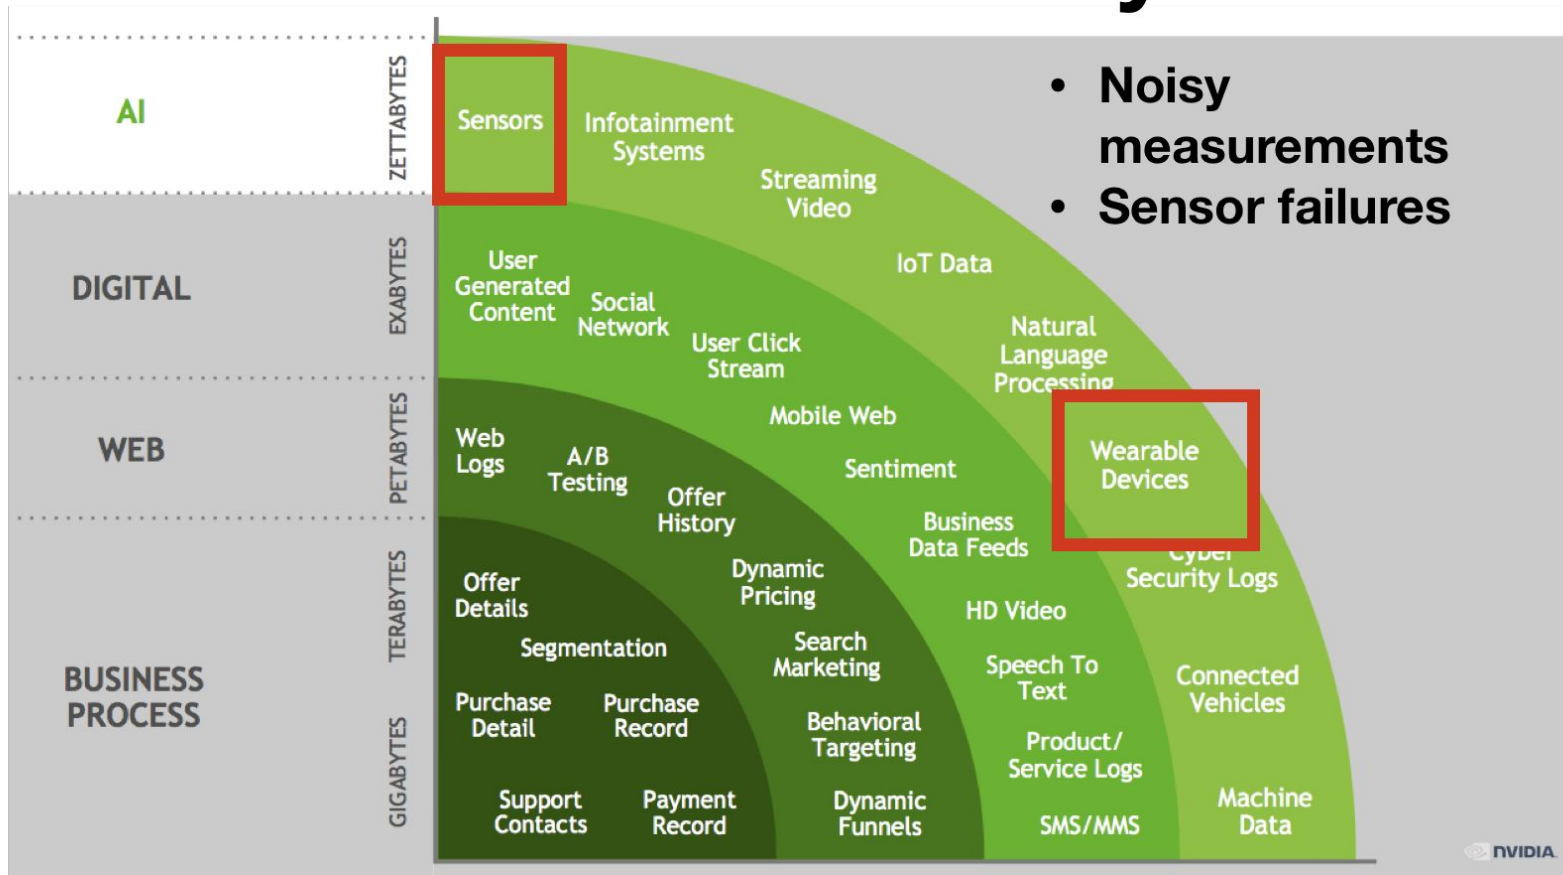 • Noisy
measurements
• Sensor failures
AI
ZETTABYTES
Sensors
Infotainment
Systems
Streaming
Video
IoT Data
Natural
Language
Processing
Wearable
Devices
Cyber
Security Logs
Connected
Vehicles
Machine
Data
DIGITAL
EXABYTES
User
Generated
Content
Social
Network
User Click
Stream
Mobile Web
Sentiment
Business
Data Feeds
HD Video
Speech To
Text
Product/
Service Logs
SMS/MMS
WEB
PETABYTES
Web
Logs
A/B
Testing
Offer
History
Dynamic
Pricing
Search
Marketing
Behavioral
Targeting
Dynamic
Funnels
BUSINESS
PROCESS
TERABYTES
GIGABYTES
Offer
Details
Segmentation
Purchase
Detail
Purchase
Record
Support
Contacts
Payment
Record
NVIDIA.